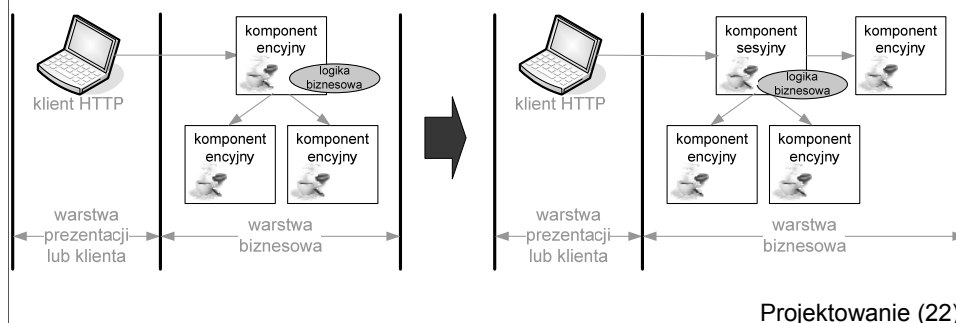 komponent
encyjny
logika
biznesowa
klient HTTP
komponent
encyjny
komponent
encyjny
warstwa
prezentacji
lub klienta
warstwa
biznesowa
komponent
sesyjny
komponent
encyjny
logika
biznesowa
klient HTTP
komponent
encyjny
komponent
encyjny
warstwa
prezentacji
lub klienta
warstwa
biznesowa
Projektowanie (22)